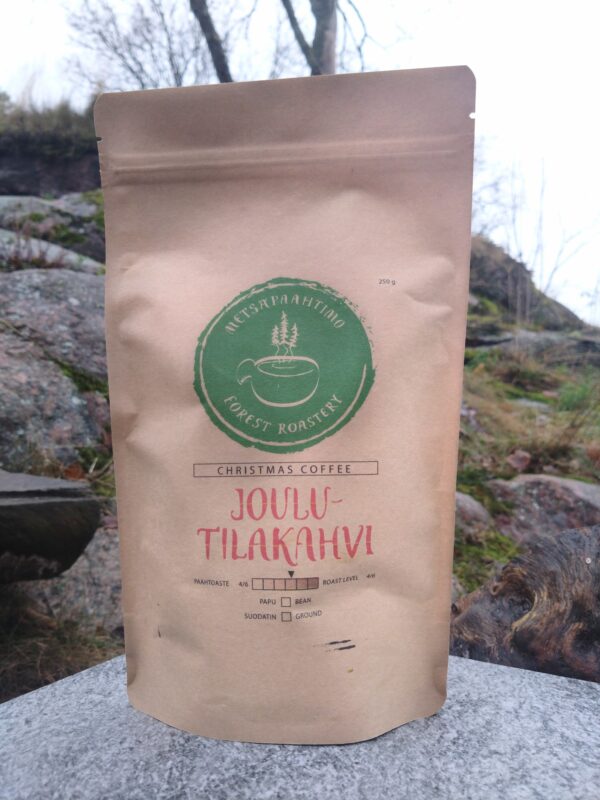 250 g
METSÄPAAHTIMO
FOREST ROASTERY
CHRISTMAS COFFEE
JOULU-
TILAKAHVI
PAAHTOASTE 4/6 ROAST LEVEL 4/6
PAPU BEAN
SUODATIN GROUND